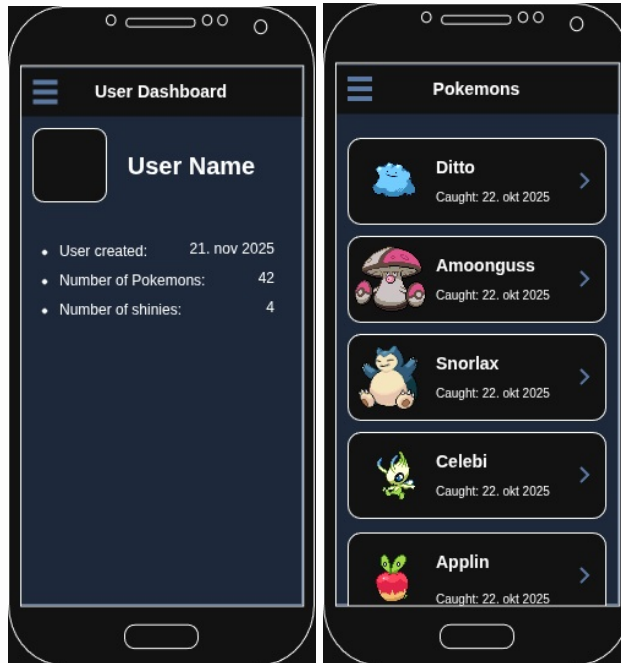 User Dashboard
User Name
User created: 21. nov 2025
Number of Pokemons: 42
Number of shinies: 4
Pokemons
Ditto
Caught: 22. okt 2025
Amoonguss
Caught: 22. okt 2025
Snorlax
Caught: 22. okt 2025
Celebi
Caught: 22. okt 2025
Applin
Caught: 22. okt 2025